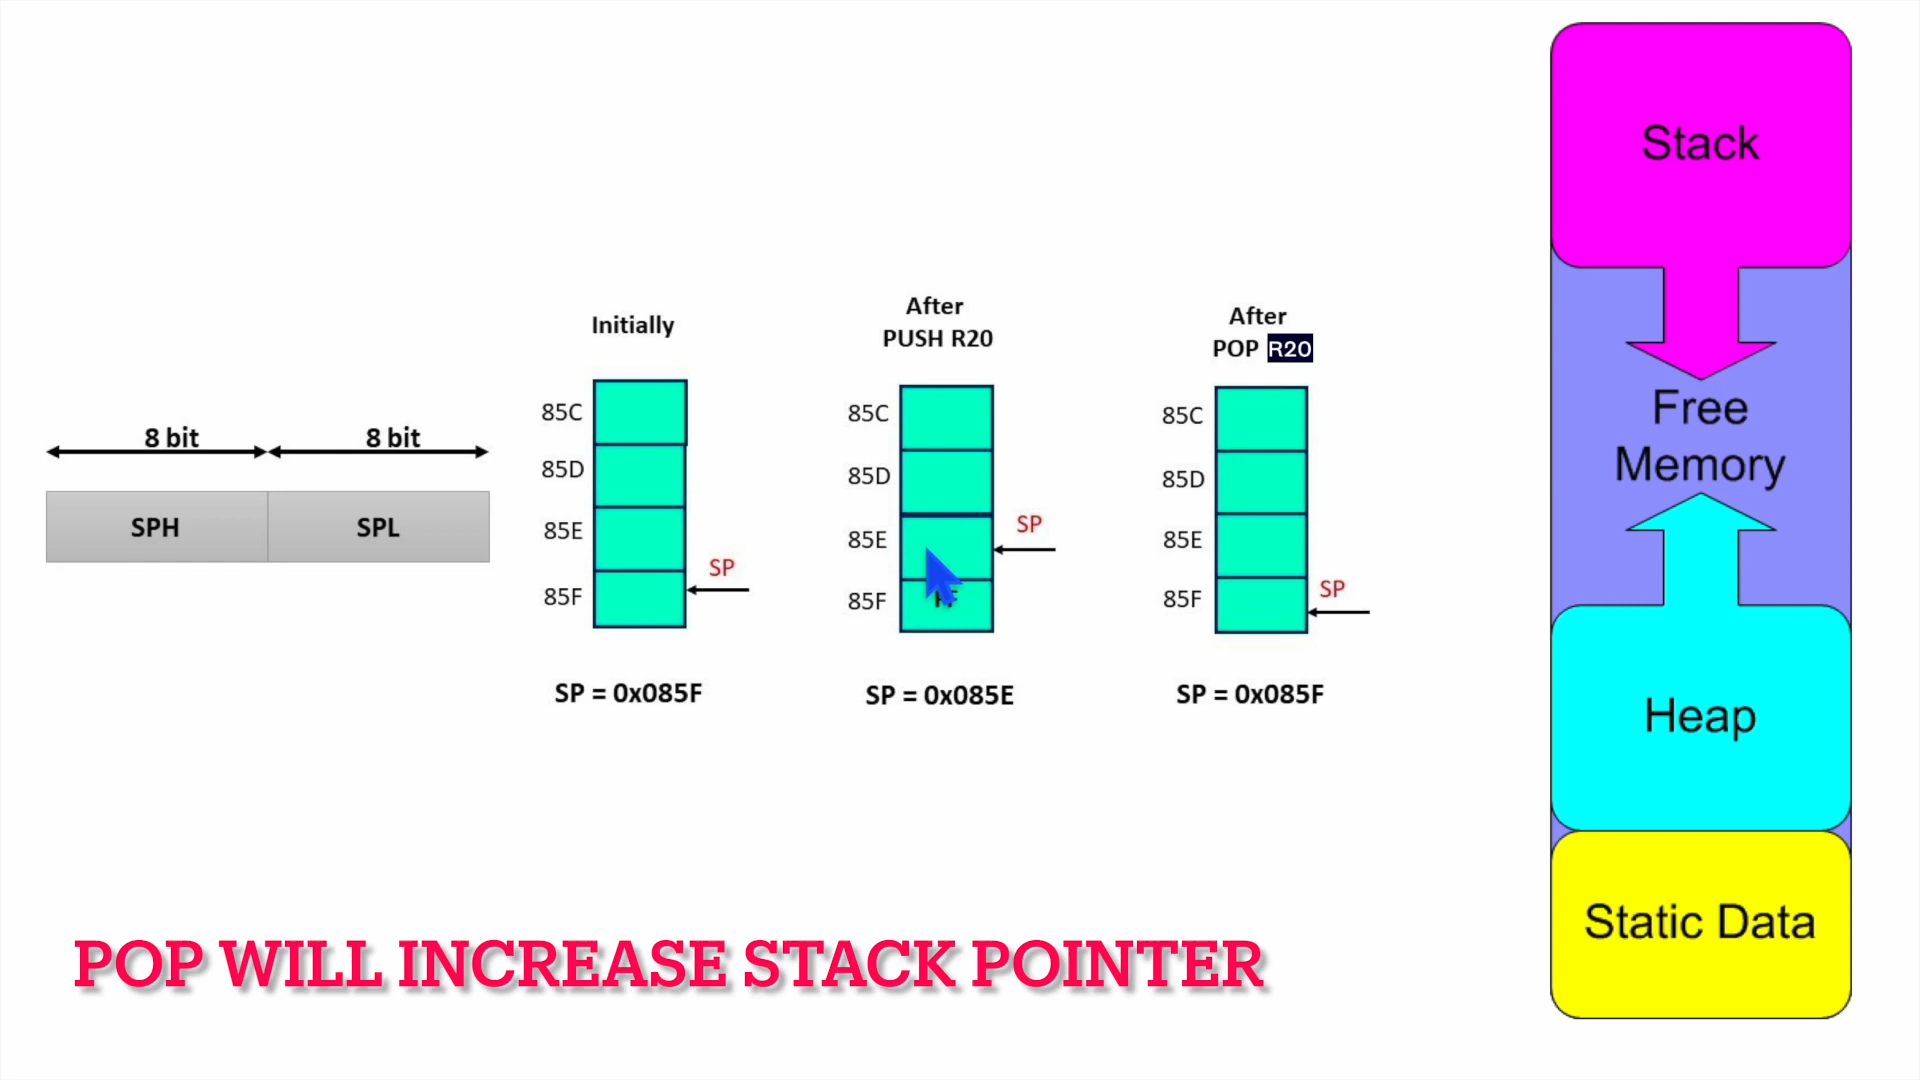 8 bit 8 bit
SPH SPL
Initially
85C
85D
85E
85F
SP
SP = 0x085F
After
PUSH R20
85C
85D
85E
85F
SP
SP = 0x085E
After
POP R20
85C
85D
85E
85F
SP
SP = 0x085F
Stack
Free
Memory
Heap
Static Data
POP WILL INCREASE STACK POINTER